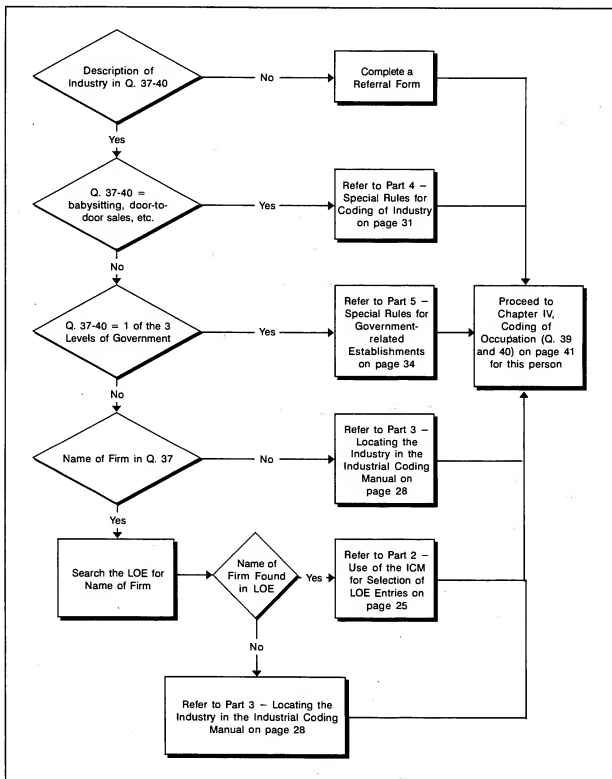 Description of
Industry in Q. 37-40
No
Complete a
Referral Form
Yes
Q. 37-40 =
babysitting, door-to-
door sales, etc.
Yes
Refer to Part 4 –
Special Rules for
Coding of Industry
on page 31
No
Q. 37-40 = 1 of the 3
Levels of Government
Yes
Refer to Part 5 –
Special Rules for
Government-
related
Establishments
on page 34
Proceed to
Chapter IV,
Coding of
Occupation (Q. 39
and 40) on page 41
for this person
No
Name of Firm in Q. 37
No
Refer to Part 3 –
Locating the
Industry in the
Industrial Coding
Manual on
page 28
Yes
Search the LOE for
Name of Firm
Name of
Firm Found
in LOE
Yes
Refer to Part 2 –
Use of the ICM
for Selection of
LOE Entries on
page 25
No
Refer to Part 3 – Locating the
Industry in the Industrial Coding
Manual on page 28